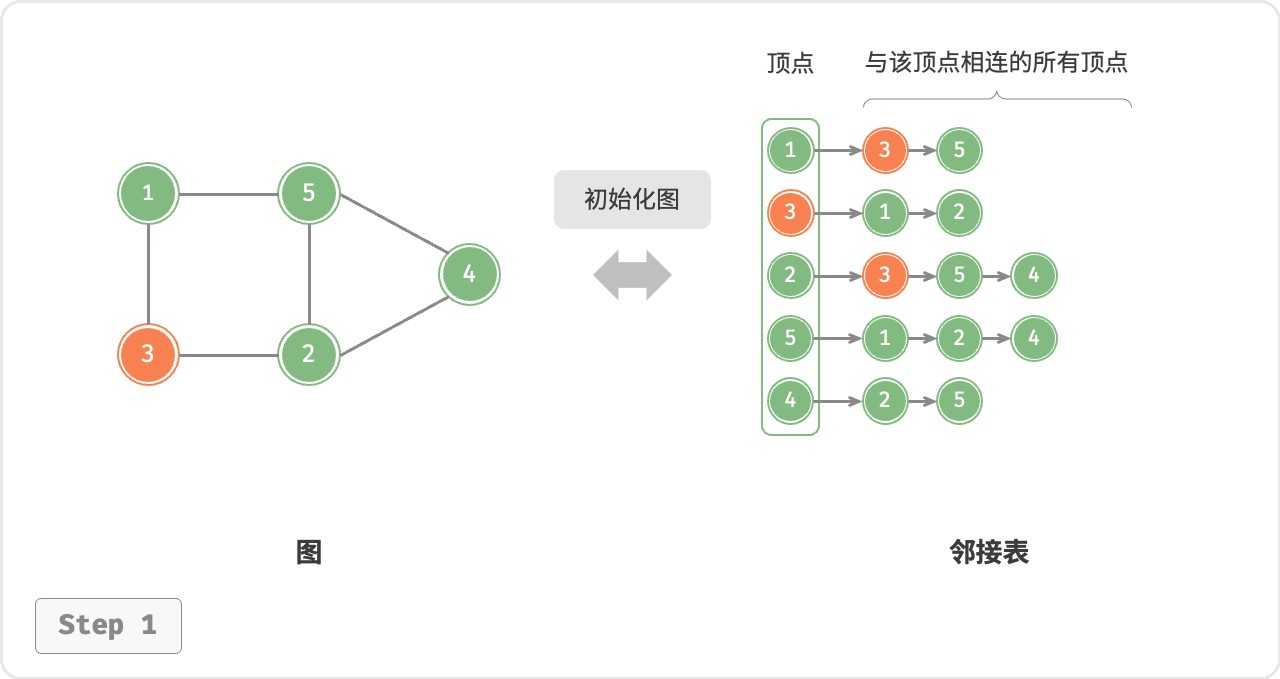 顶点 与该顶点相连的所有顶点
1 5 4 3 2
初始化图
1 3 5
3 1 2
2 3 5 4
5 1 2 4
4 2 5
图 邻接表
Step 1